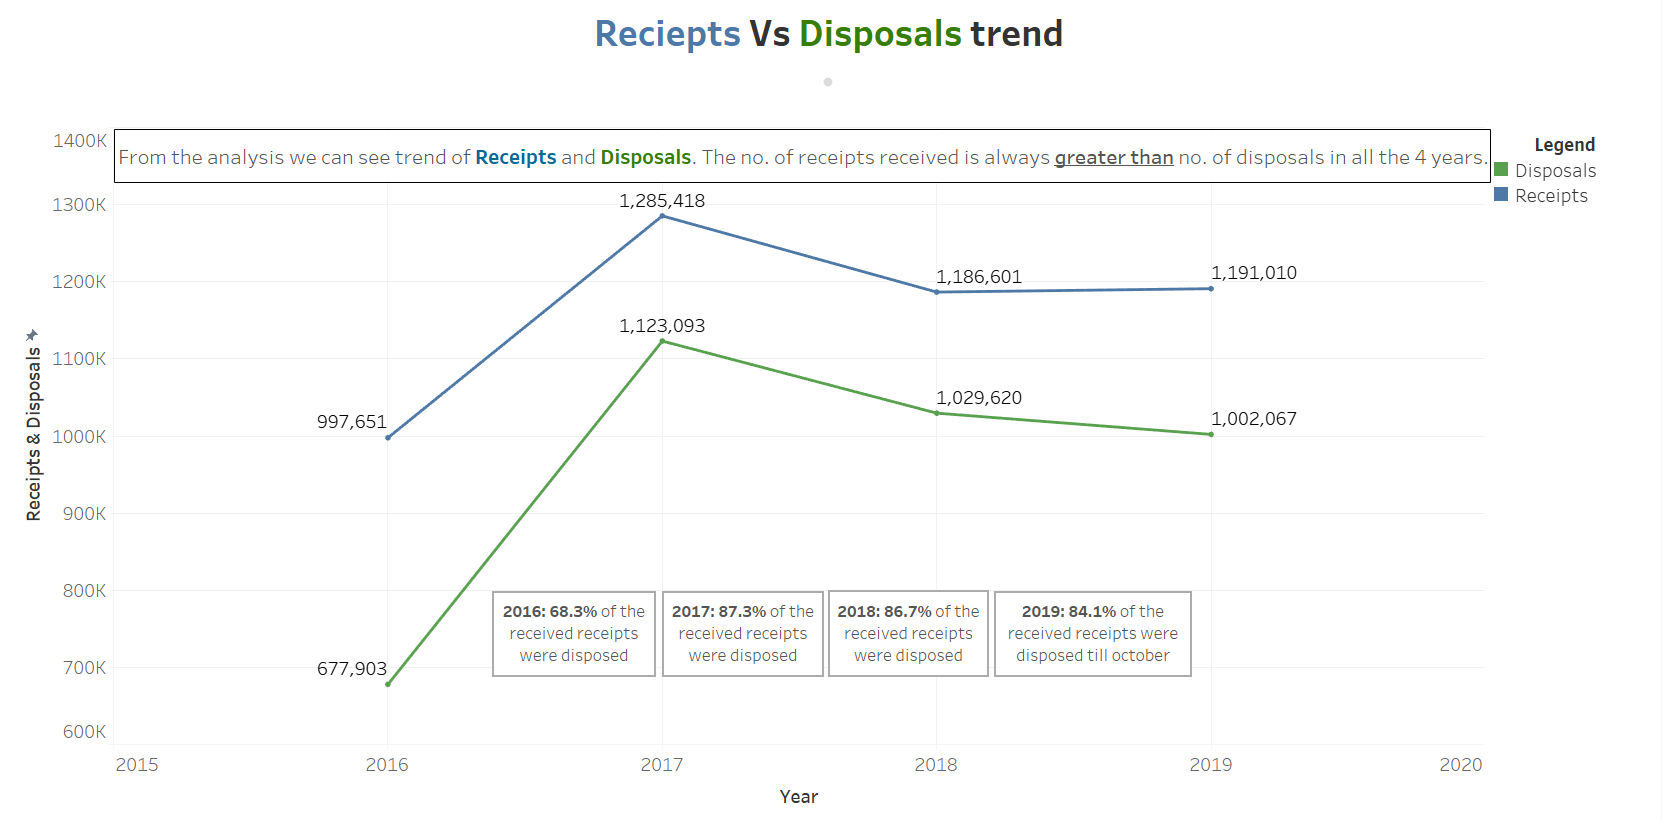 Reciepts Vs Disposals trend
1400K
From the analysis we can see trend of Receipts and Disposals. The no. of receipts received is always greater than no. of disposals in all the 4 years.
Legend
Disposals
Receipts
1300K
1200K
1100K
1000K
900K
800K
700K
600K
Receipts & Disposals
1,285,418
1,186,601
1,191,010
1,123,093
997,651
1,029,620
1,002,067
677,903
2016: 68.3% of the
received receipts
were disposed
2017: 87.3% of the
received receipts
were disposed
2018: 86.7% of the
received receipts
were disposed
2019: 84.1% of the
received receipts were
disposed till october
2015
2016
2017
2018
2019
2020
Year